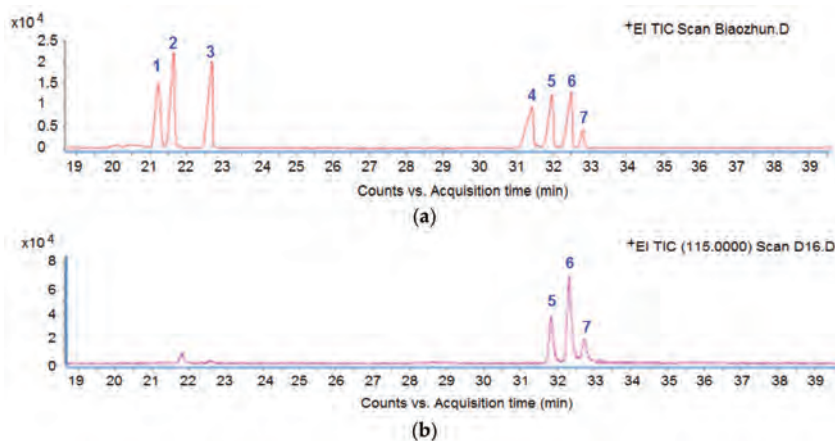 x10⁴
+EI TIC Scan Biaozhun.D
2.5
2
1.5
1
0.5
0
1
2
3
4
5
6
7
19 20 21 22 23 24 25 26 27 28 29 30 31 32 33 34 35 36 37 38 39
Counts vs. Acquisition time (min)
(a)
x10⁴
+EI TIC (115.0000) Scan D16.D
8
6
4
2
0
5
6
7
19 20 21 22 23 24 25 26 27 28 29 30 31 32 33 34 35 36 37 38 39
Counts vs. Acquisition time (min)
(b)